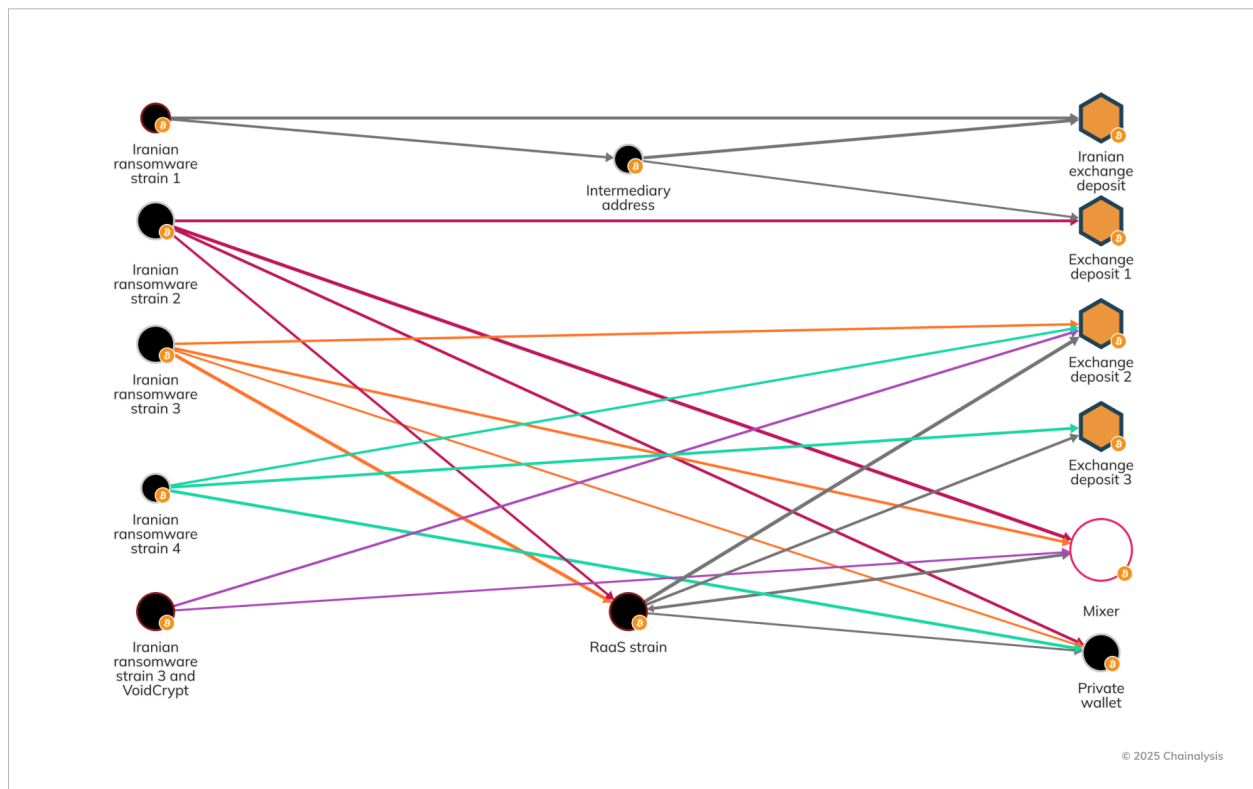 Iranian
ransomware
strain 1
Intermediary
address
Iranian
exchange
deposit
Iranian
ransomware
strain 2
Exchange
deposit 1
Iranian
ransomware
strain 3
Exchange
deposit 2
Exchange
deposit 3
Iranian
ransomware
strain 4
Mixer
Iranian
ransomware
strain 3 and
VoidCrypt
RaaS strain
Private
wallet
© 2025 Chainalysis